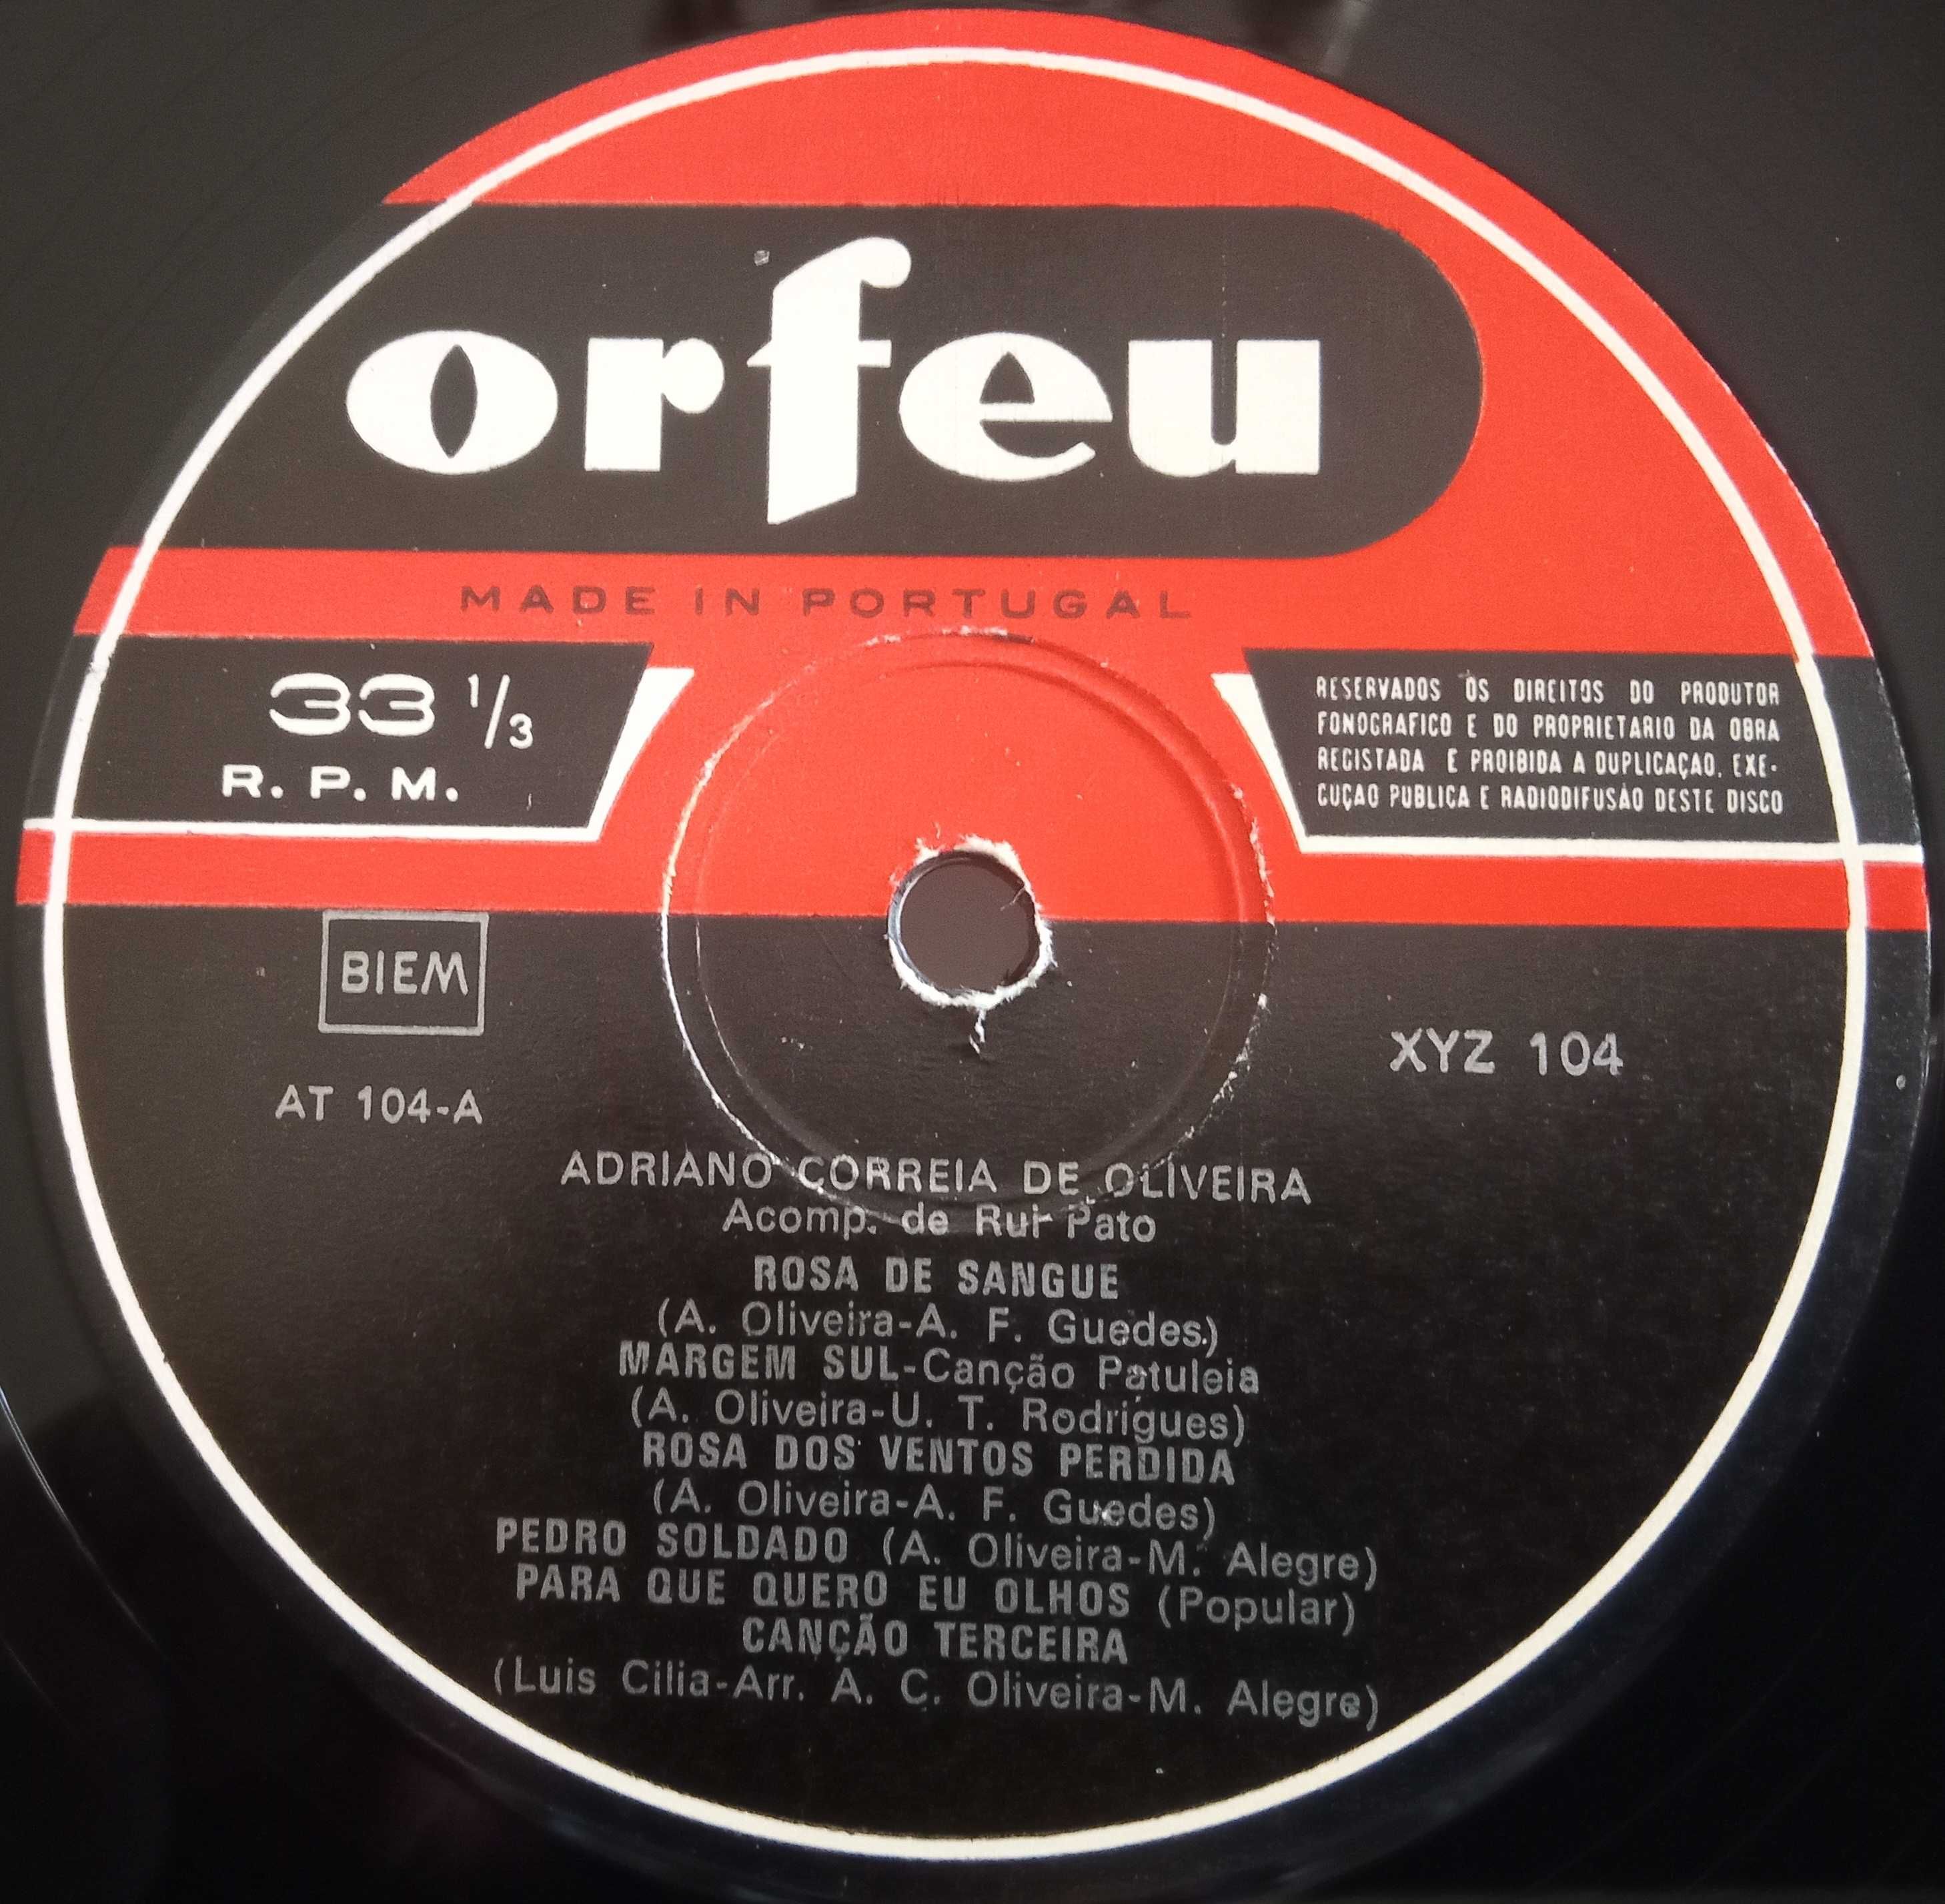 orfeu
MADE IN PORTUGAL
33 1/3
R. P. M.
RESERVADOS OS DIREITOS DO PRODUTOR
FONOGRAFICO E DO PROPRIETARIO DA OBRA
REGISTADA E PROIBIDA A DUPLICAÇAO, EXE-
CUÇAO PUBLICA E RADIODIFUSÃO DESTE DISCO
BIEM
AT 104-A
XYZ 104
ADRIANO CORREIA DE OLIVEIRA
Acomp. de Rui Pato
ROSA DE SANGUE
(A. Oliveira-A. F. Guedes)
MARGEM SUL-Canção Patuleia
(A. Oliveira-U. T. Rodrigues)
ROSA DOS VENTOS PERDIDA
(A. Oliveira-A. F. Guedes)
PEDRO SOLDADO (A. Oliveira-M. Alegre)
PARA QUE QUERO EU OLHOS (Popular)
CANÇÃO TERCEIRA
(Luis Cilia-Arr. A. C. Oliveira-M. Alegre)